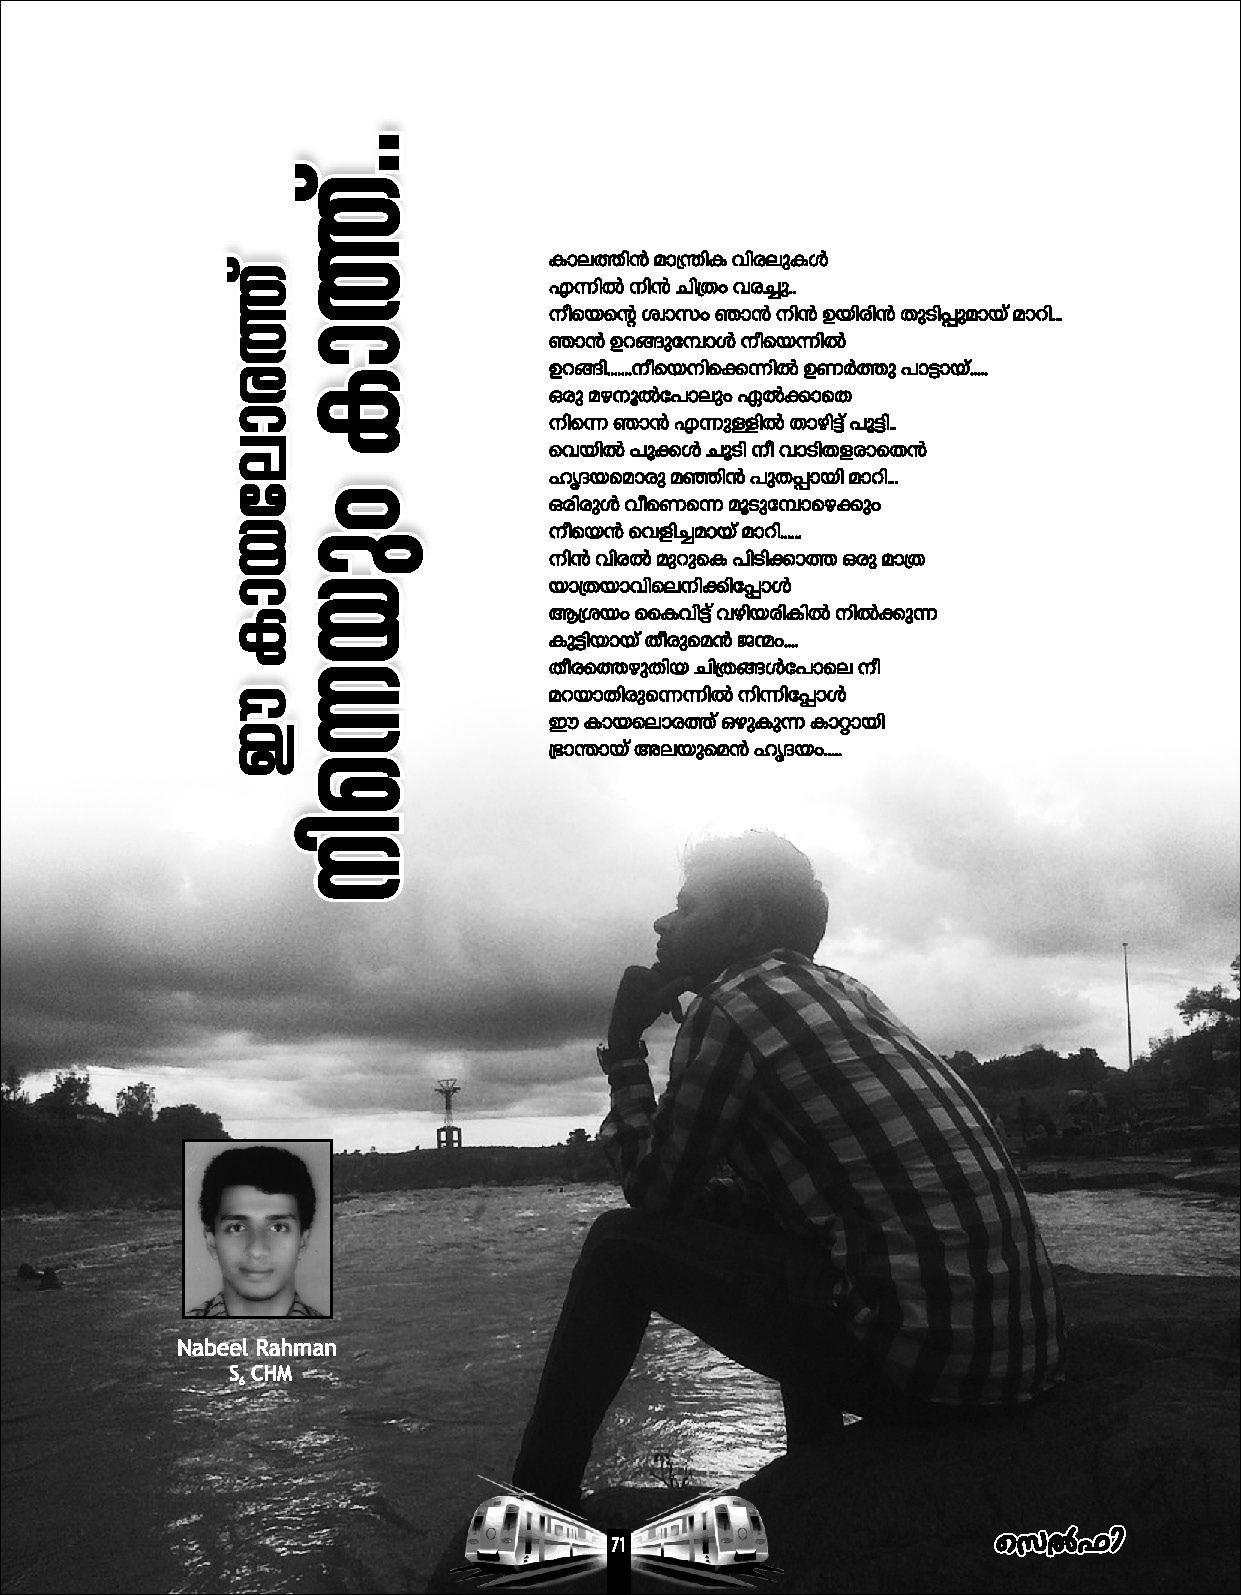 ഈ കായലോരത്ത്
നിന്നെയും കാത്ത്..
കാലത്തിൻ മാന്ത്രിക വിരലുകൾ
എന്നിൽ നിൻ ചിത്രം വരച്ചു..
നീയെന്റെ ശ്വാസം ഞാൻ നിൻ ഉയിരിൻ തുടിപ്പുമായ് മാറി...
ഞാൻ ഉറങ്ങുമ്പോൾ നീയെന്നിൽ
ഉറങ്ങി.......നീയെനിക്കെന്നിൽ ഉണർത്തു പാട്ടായ്.....
ഒരു മഴനൂൽപോലും ഏൽക്കാതെ
നിന്നെ ഞാൻ എന്നുള്ളിൽ താഴിട്ട് പൂട്ടി..
വെയിൽ പൂക്കൾ ചൂടി നീ വാടിതളരാതെൻ
ഹൃദയമൊരു മഞ്ഞിൻ പുതപ്പായി മാറി...
ഒരിരുൾ വീണെന്നെ മൂടുമ്പോഴെക്കും
നീയെൻ വെളിച്ചമായ് മാറി......
നിൻ വിരൽ മുറുകെ പിടിക്കാത്ത ഒരു മാത്ര
യാത്രയാവിലെനിക്കിപ്പോൾ
ആശ്രയം കൈവിട്ട് വഴിയരികിൽ നിൽക്കുന്ന
കുട്ടിയായ് തീരുമെൻ ജന്മം....
തീരത്തെഴുതിയ ചിത്രങ്ങൾപോലെ നീ
മറയാതിരുന്നെന്നിൽ നിന്നിപ്പോൾ
ഈ കായലൊരത്ത് ഒഴുകുന്ന കാറ്റായി
ഭ്രാന്തായ് അലയുമെൻ ഹൃദയം.....
Nabeel Rahman
S6 CHM
71
സെൽഫി